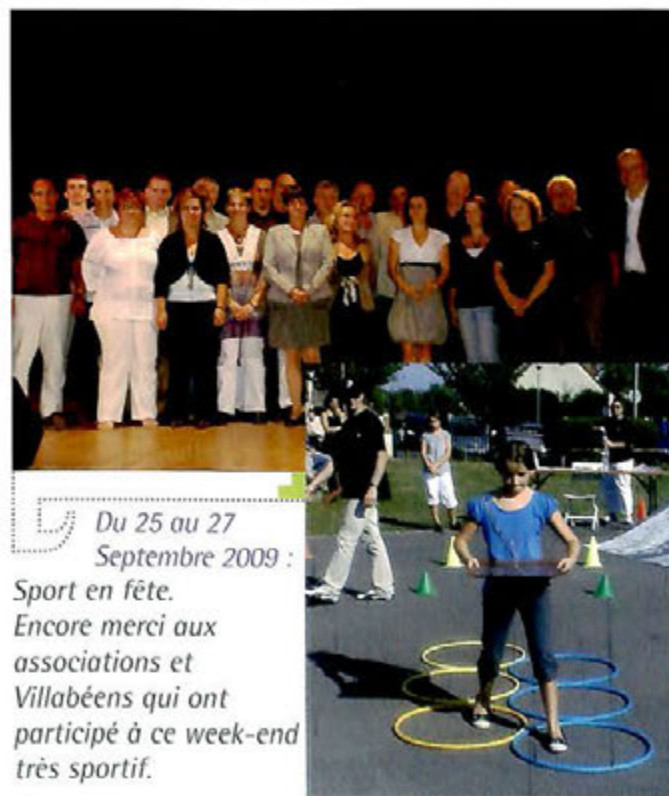 Du 25 au 27
Septembre 2009 :
Sport en fête.
Encore merci aux
associations et
Villabéens qui ont
participé à ce week-end
très sportif.